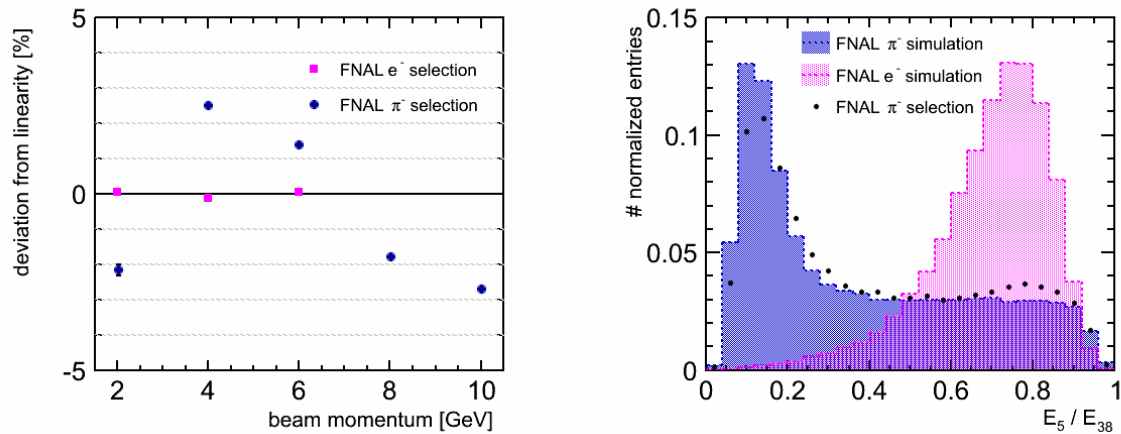 deviation from linearity [%]
5
0
-5
FNAL e⁻ selection
FNAL π⁻ selection
2 4 6 8 10
beam momentum [GeV]
# normalized entries
0.15
0.1
0.05
0
FNAL π⁻ simulation
FNAL e⁻ simulation
FNAL π⁻ selection
0 0.2 0.4 0.6 0.8 1
E₅ / E₃₈